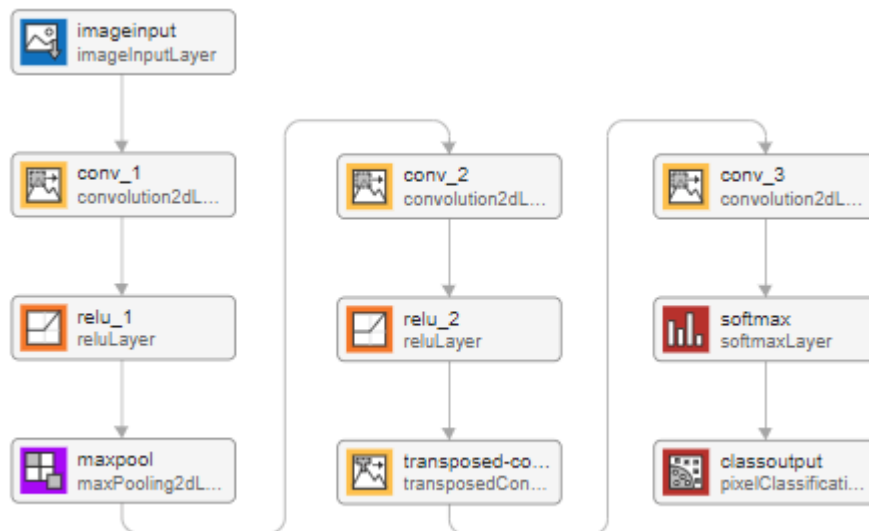 imageinput
imageInputLayer
conv_1
convolution2dL...
relu_1
reluLayer
maxpool
maxPooling2dL...
conv_2
convolution2dL...
relu_2
reluLayer
transposed-co...
transposedCon...
conv_3
convolution2dL...
softmax
softmaxLayer
classoutput
pixelClassificati...